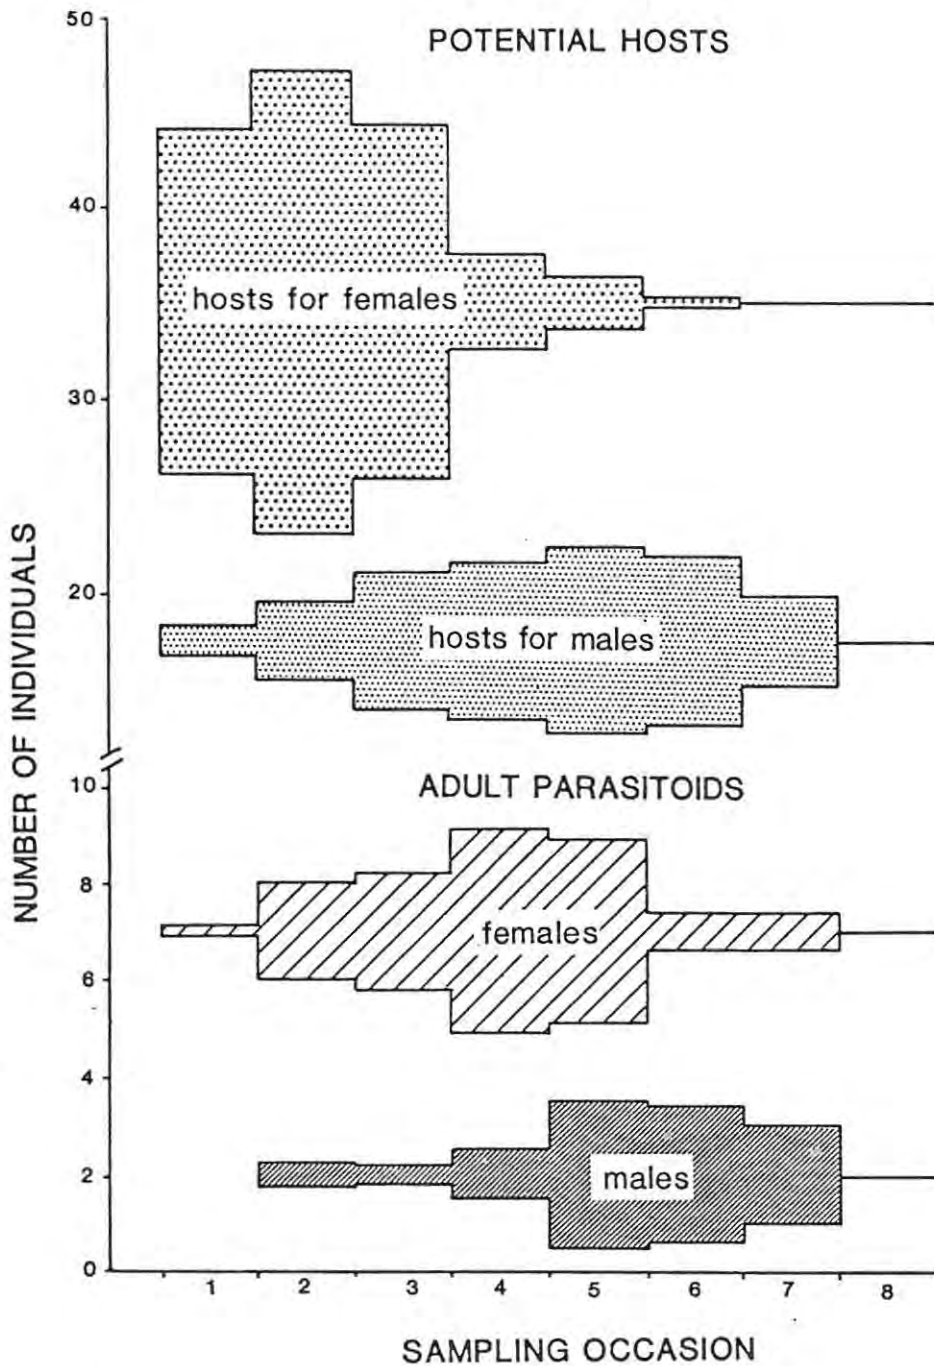 POTENTIAL HOSTS
50
40
30
20
10
8
6
4
2
0
NUMBER OF INDIVIDUALS
hosts for females
hosts for males
ADULT PARASITOIDS
females
males
1 2 3 4 5 6 7 8
SAMPLING OCCASION